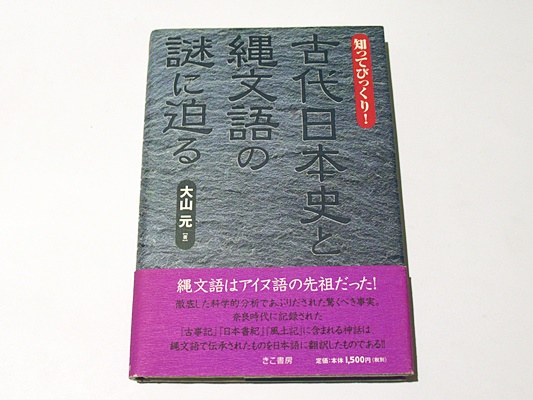 知ってびっくり!
古代日本史と
縄文語の
謎に迫る
大山 元[著]
縄文語はアイヌ語の先祖だった!
徹底した科学的分析であぶりだされた驚くべき事実。
奈良時代に記録された
『古事記』『日本書紀』『風土記』に含まれる神話は、
縄文語で伝承されたものを日本語に翻訳したものである!!
きこ書房
定価:本体1,500円(税別)